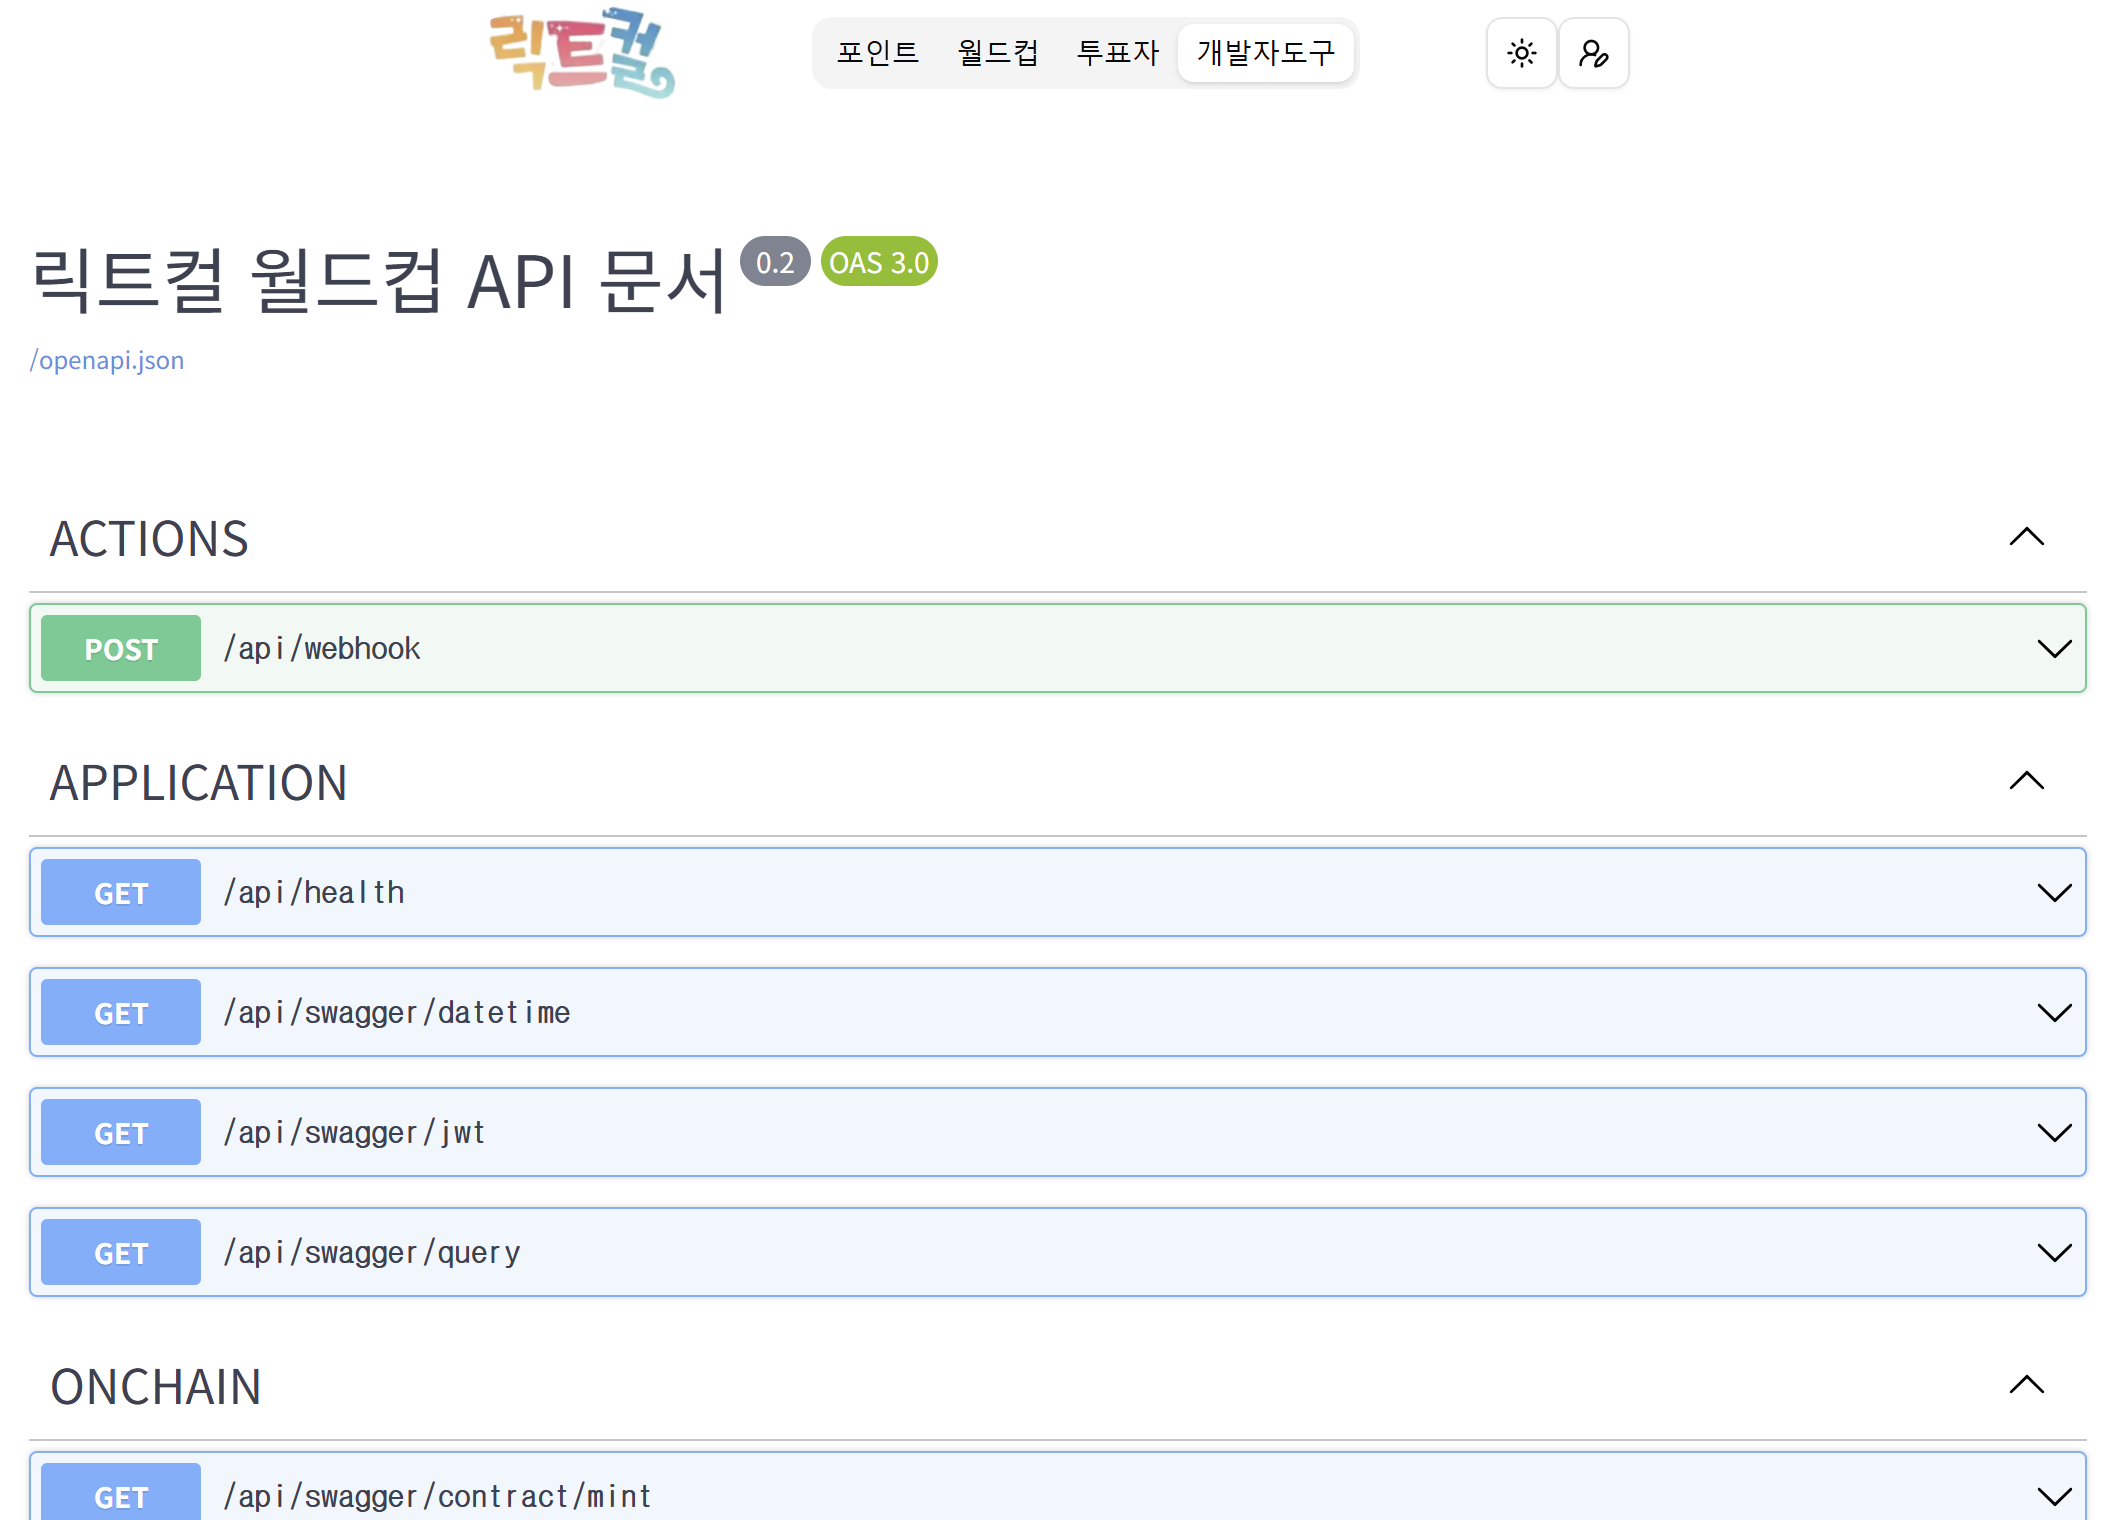 릭트컬
포인트 월드컵 투표자 개발자도구
릭트컬 월드컵 API 문서 0.2 OAS 3.0
/openapi.json
ACTIONS
POST /api/webhook
APPLICATION
GET /api/health
GET /api/swagger/datetime
GET /api/swagger/jwt
GET /api/swagger/query
ONCHAIN
GET /api/swagger/contract/mint